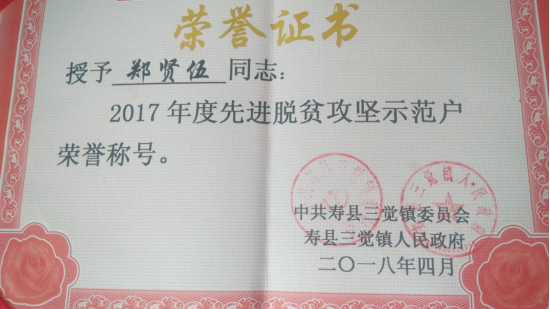 荣誉证书
授予 郑贤伍 同志：
2017年度先进脱贫攻坚示范户
荣誉称号。
中共寿县三觉镇委员会
寿县三觉镇人民政府
二〇一八年四月